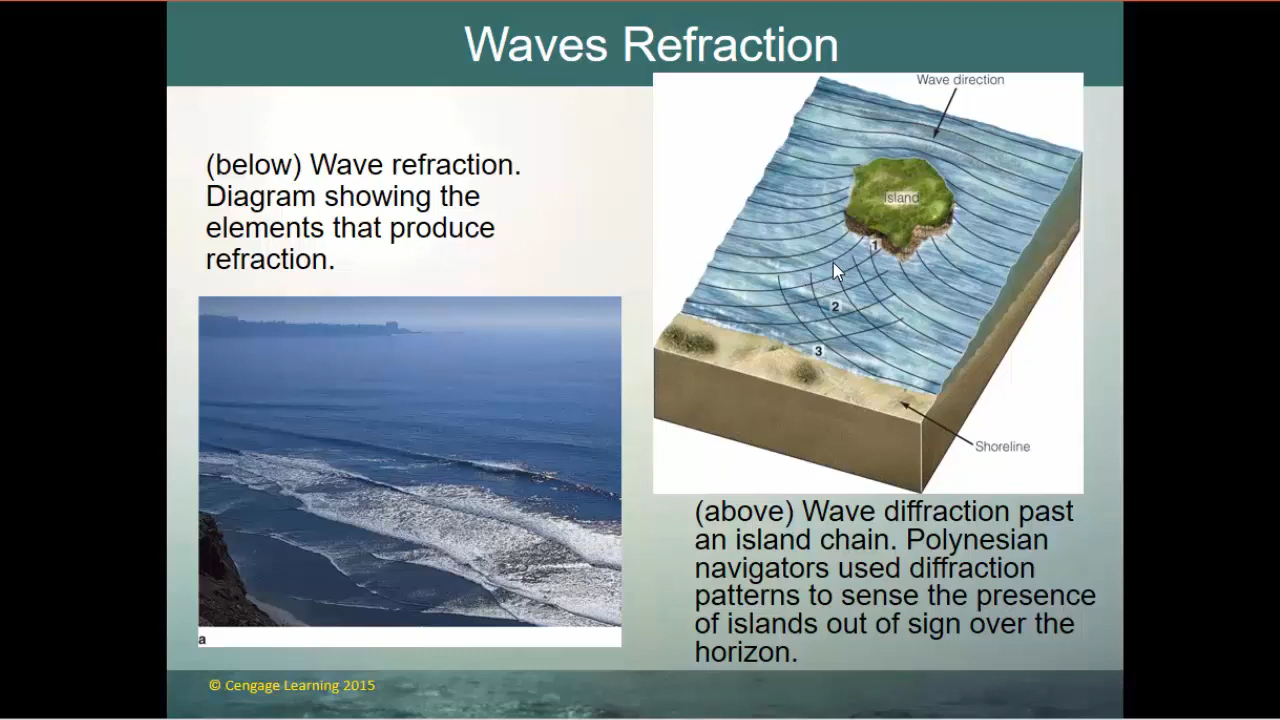 Waves Refraction
(below) Wave refraction.
Diagram showing the
elements that produce
refraction.
a
Wave direction
Island
1
2
3
Shoreline
(above) Wave diffraction past
an island chain. Polynesian
navigators used diffraction
patterns to sense the presence
of islands out of sign over the
horizon.
© Cengage Learning 2015